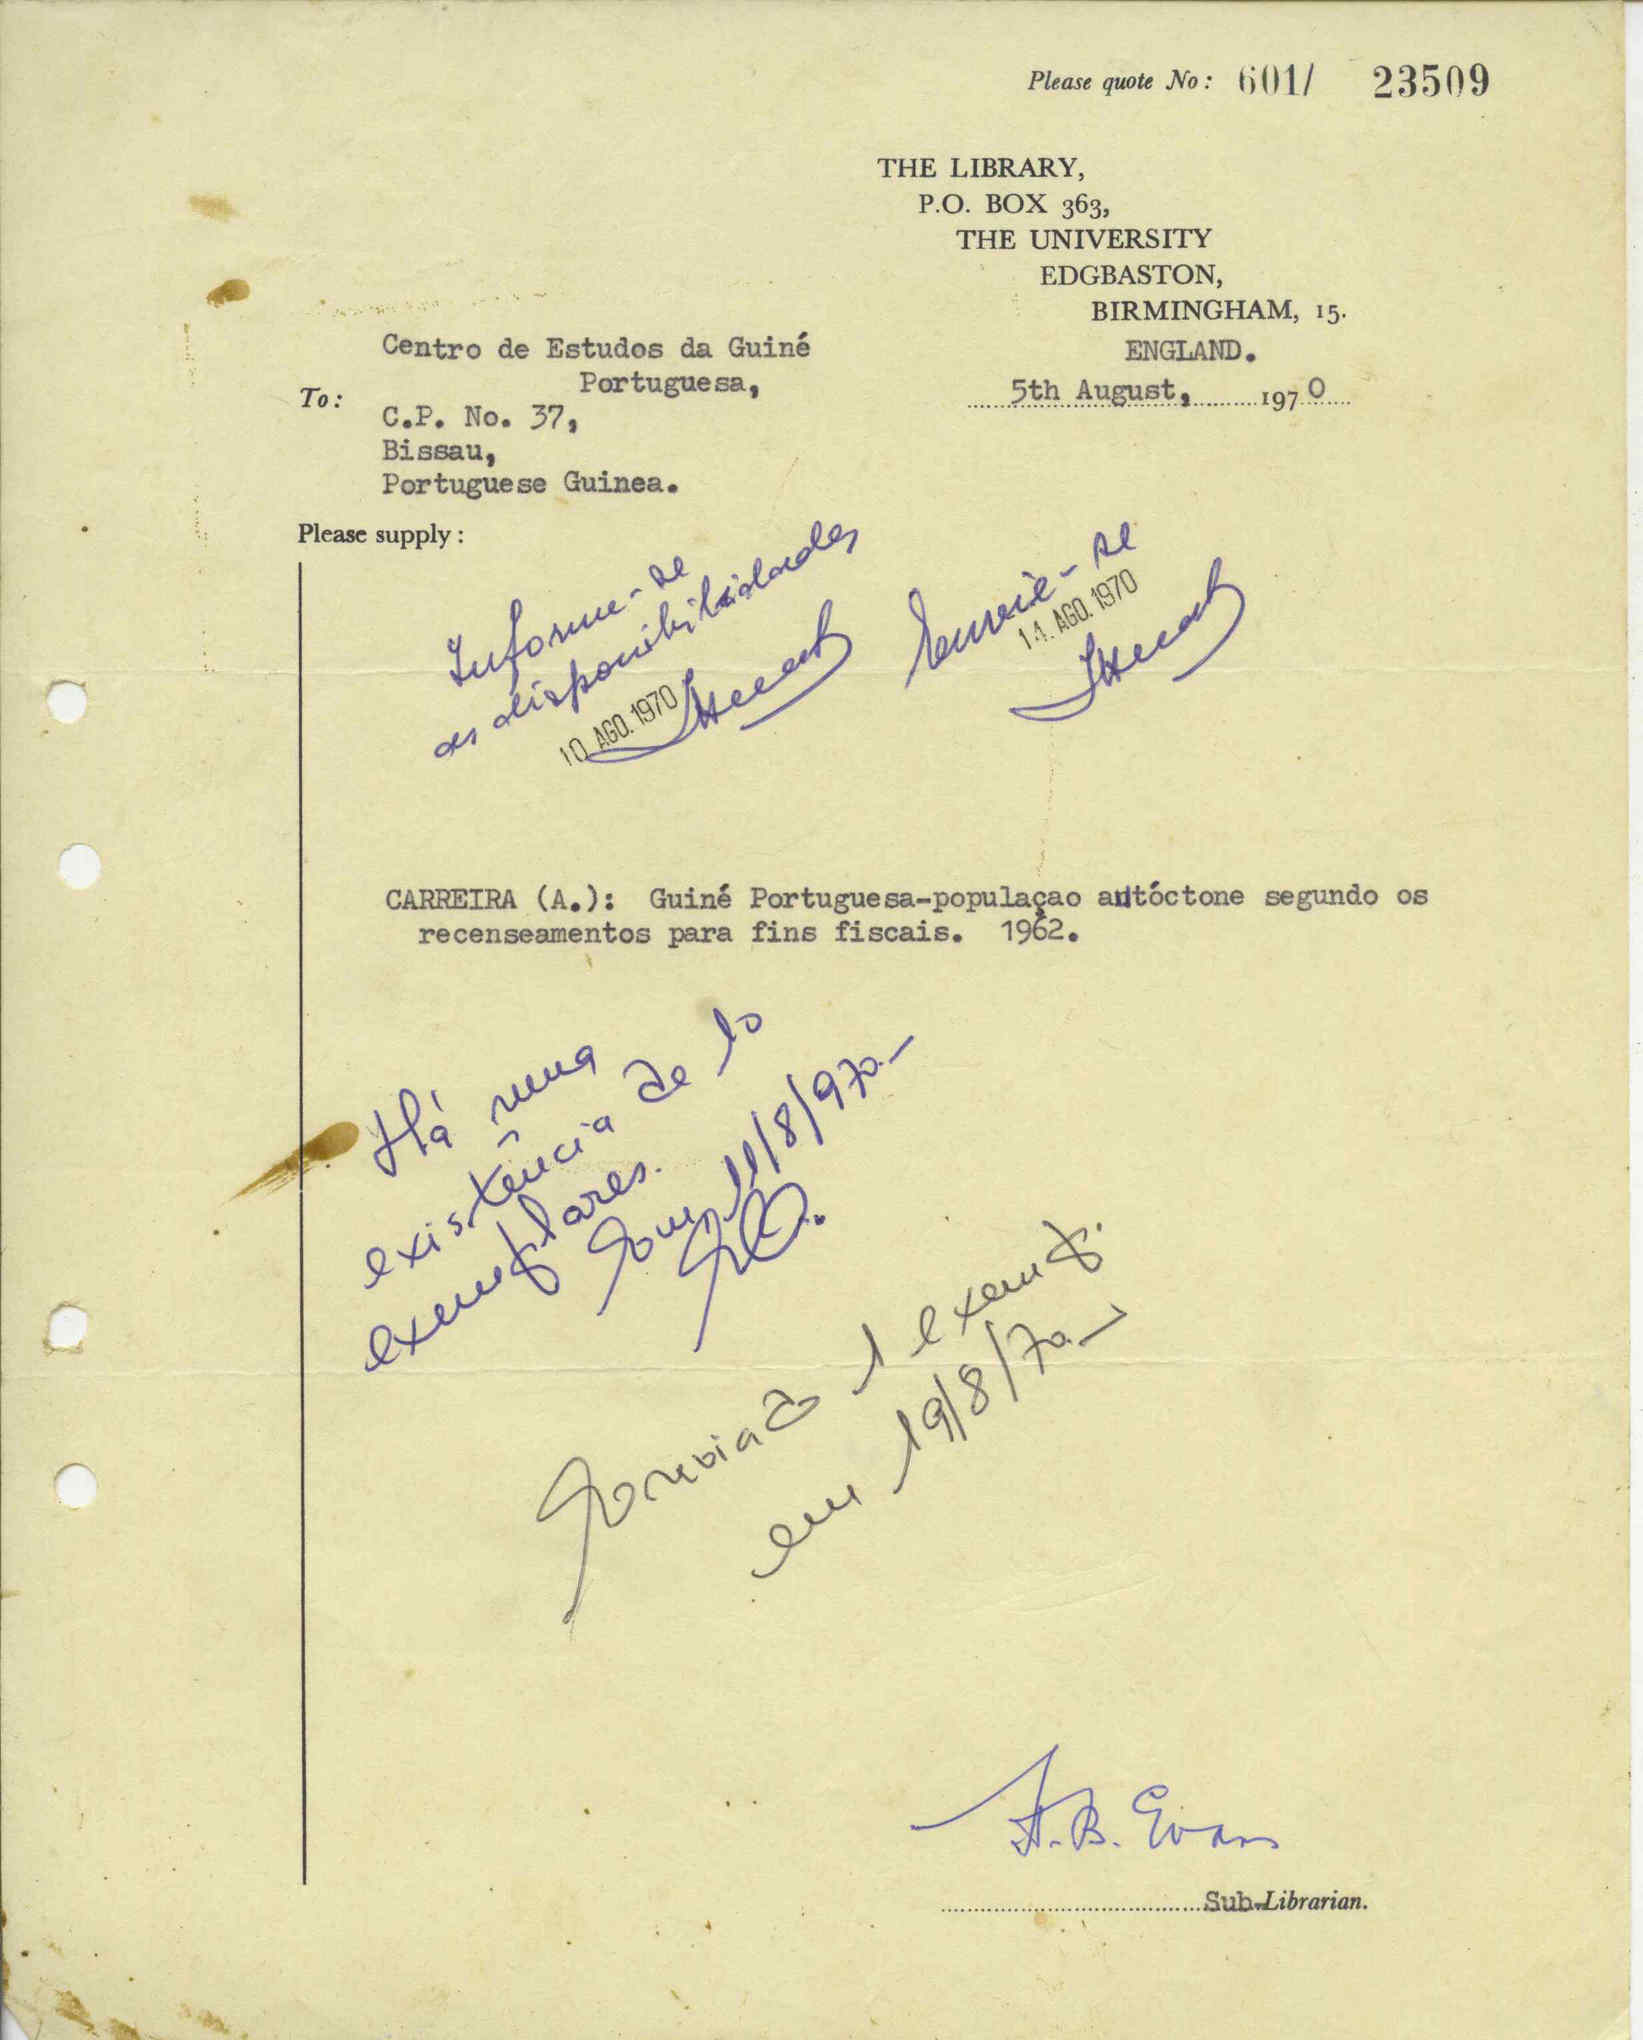 Please quote No: 601/ 23509
THE LIBRARY,
P.O. BOX 363,
THE UNIVERSITY
EDGBASTON,
BIRMINGHAM, 15.
ENGLAND.
5th August, 1970
To:
Centro de Estudos da Guiné
Portuguesa,
C.P. No. 37,
Bissau,
Portuguese Guinea.
Please supply:
Informe-se
as disponibilidades
10 AGO. 1970
Envie-se
14. AGO. 1970
CARREIRA (A.): Guiné Portuguesa-populaçao autóctone segundo os
recenseamentos para fins fiscais. 1962.
Há uma
existência de 10
exemplares.
Em 11/8/970.—
Enviado 1 exemp.
em 19/8/70.—
A.B. Evans
Sub-Librarian.